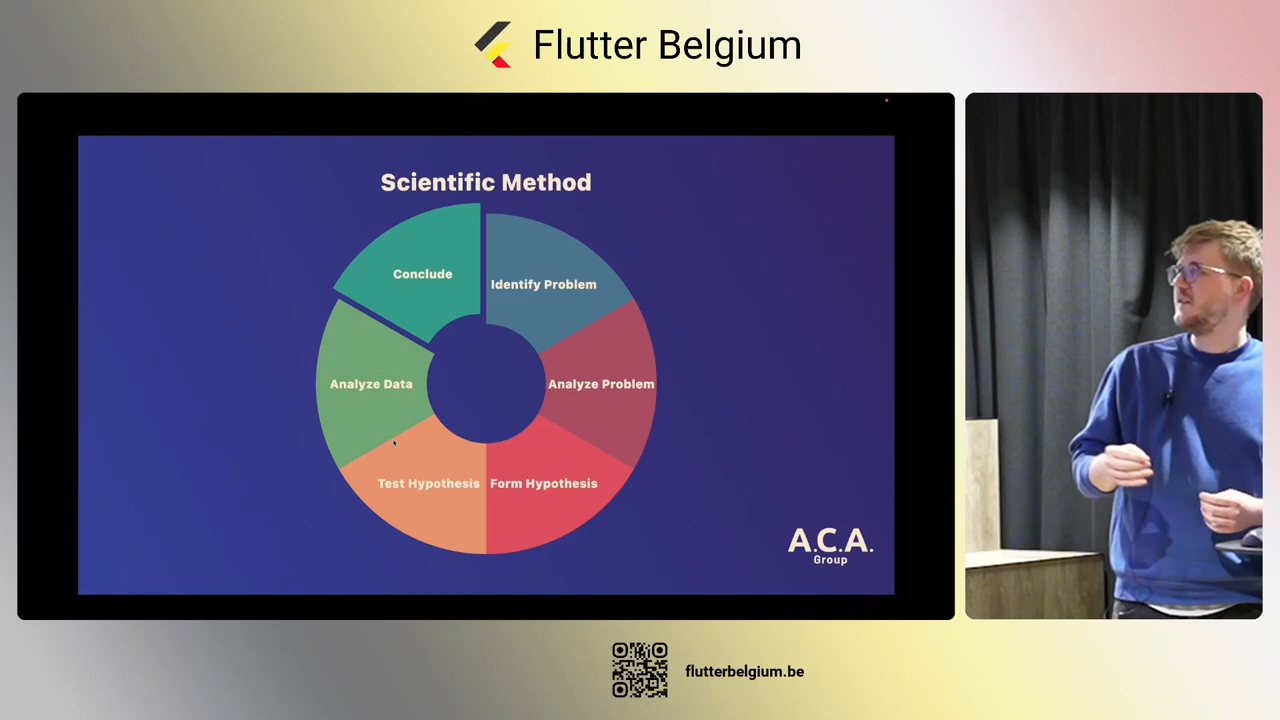 Flutter Belgium
Scientific Method
Conclude
Identify Problem
Analyze Data
Analyze Problem
Test Hypothesis
Form Hypothesis
A.C.A.
Group
flutterbelgium.be